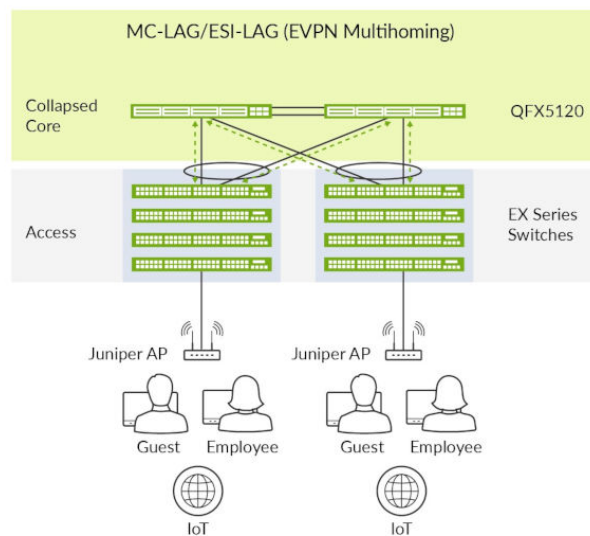 MC-LAG/ESI-LAG (EVPN Multihoming)
Collapsed
Core
QFX5120
Access
EX Series
Switches
Juniper AP
Juniper AP
Guest
Employee
Guest
Employee
IoT
IoT